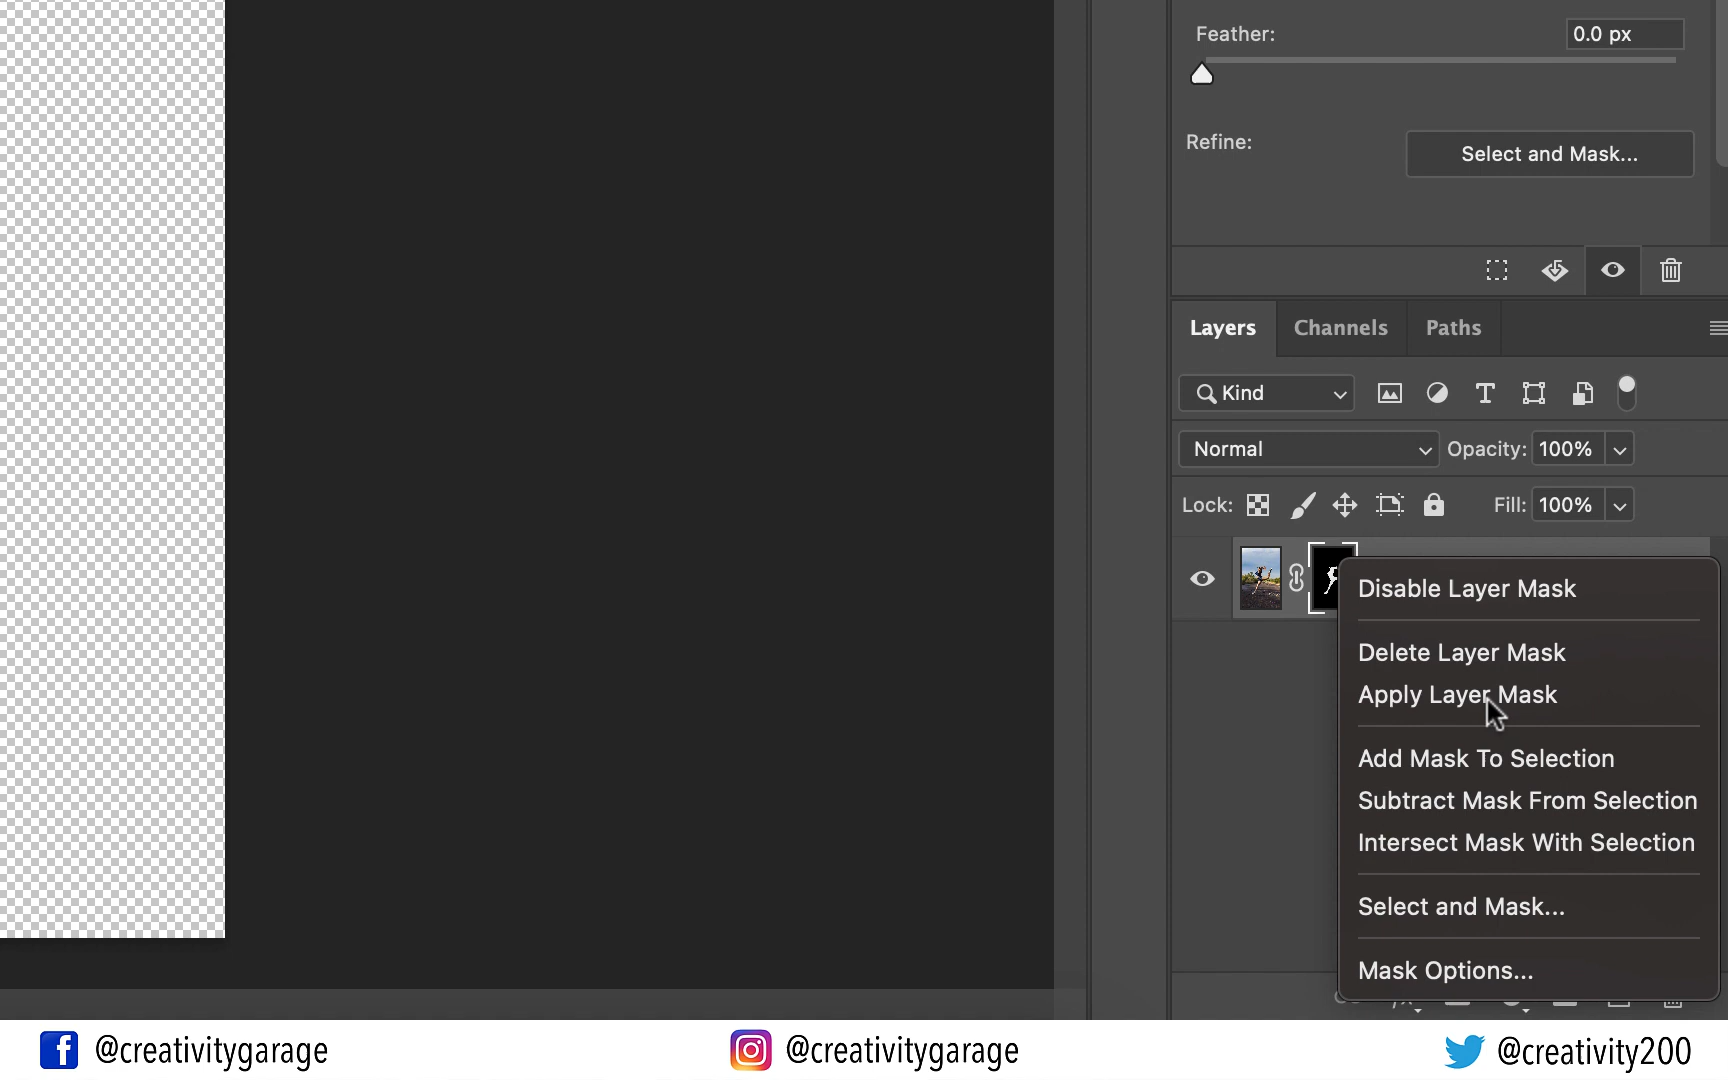 Feather:
0.0 px
Refine:
Select and Mask...
Layers
Channels
Paths
Kind
Normal
Opacity: 100%
Lock:
Fill: 100%
Disable Layer Mask
Delete Layer Mask
Apply Layer Mask
Add Mask To Selection
Subtract Mask From Selection
Intersect Mask With Selection
Select and Mask...
Mask Options...
@creativitygarage
@creativitygarage
@creativity200